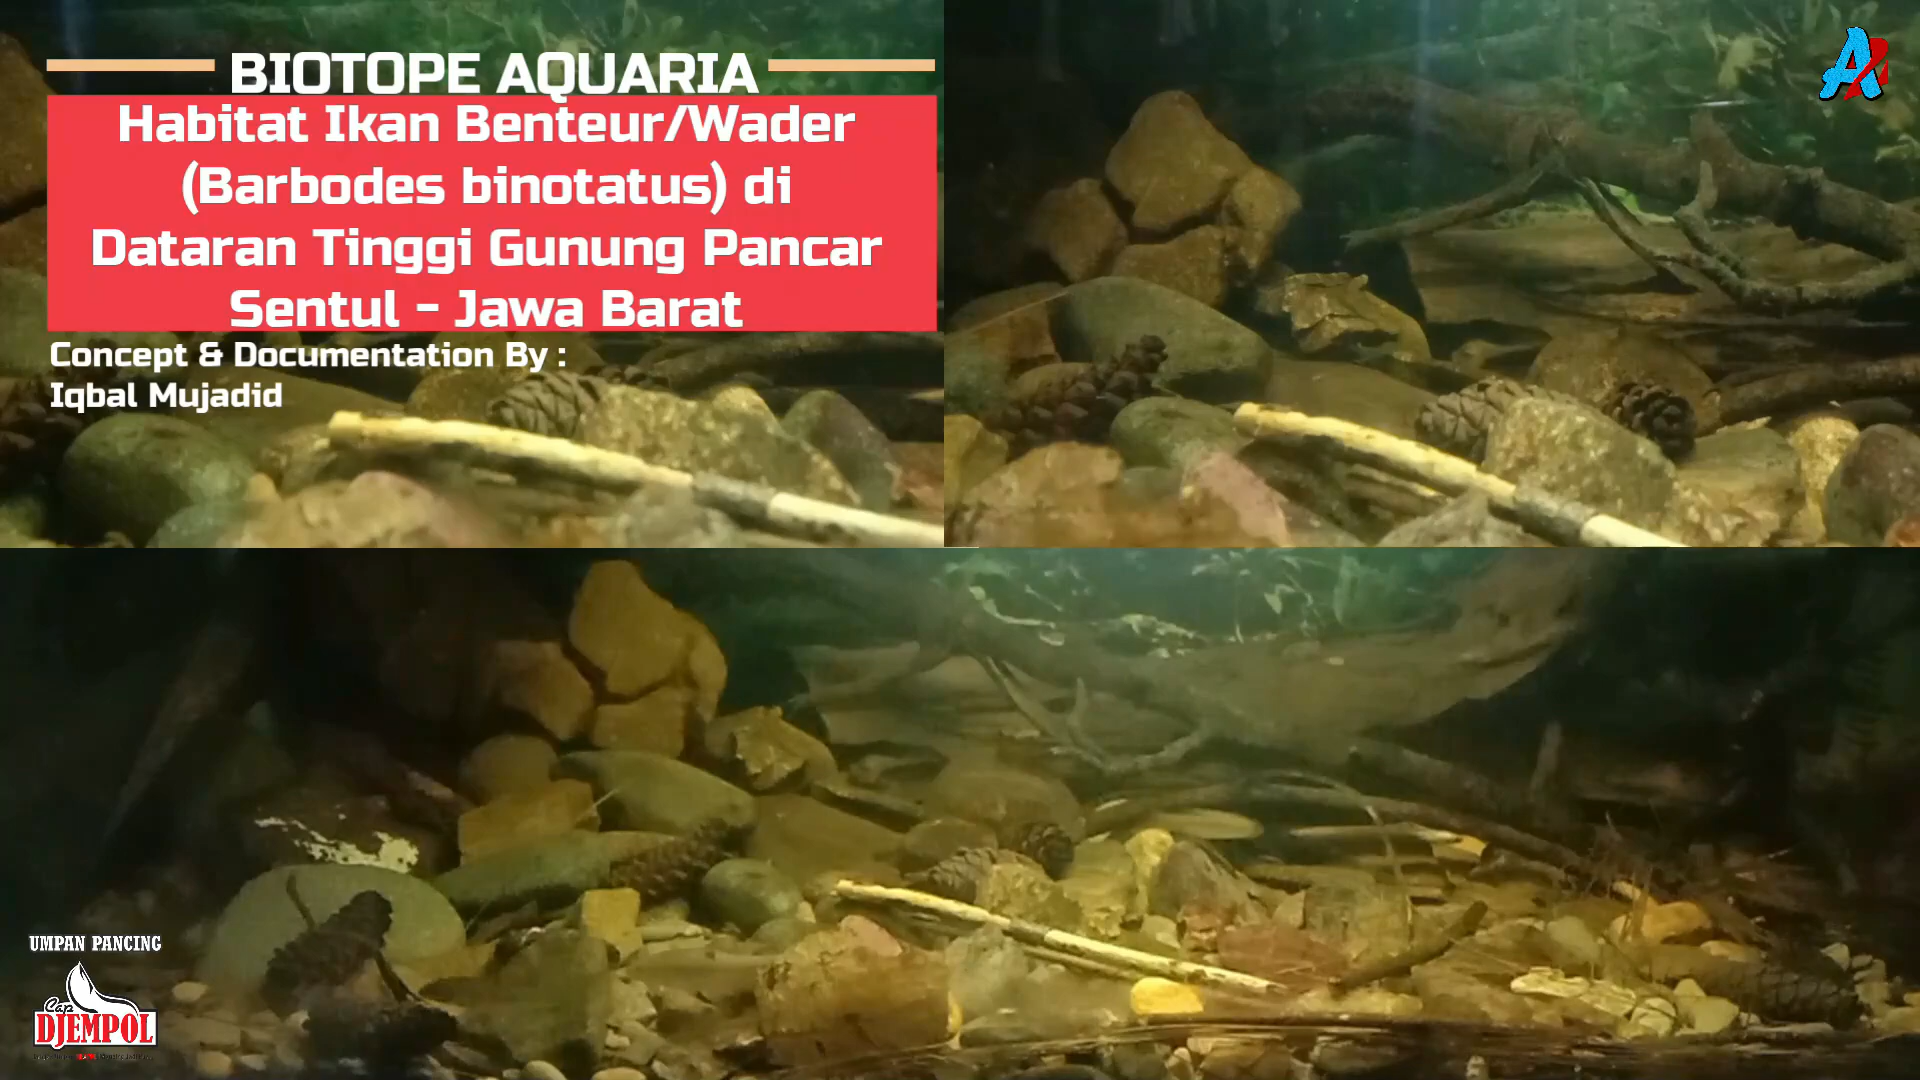 BIOTOPE AQUARIA
Habitat Ikan Benteur/Wader
(Barbodes binotatus) di
Dataran Tinggi Gunung Pancar
Sentul - Jawa Barat
Concept & Documentation By :
Iqbal Mujadid
UMPAN PANCING
Cap
DJEMPOL